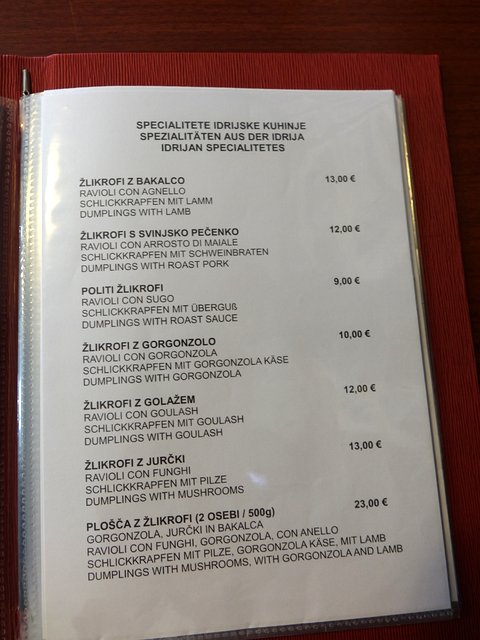 SPECIALITETE IDRIJSKE KUHINJE
SPEZIALITÄTEN AUS DER IDRIJA
IDRIJAN SPECIALITETES
ŽLIKROFI Z BAKALCO 13,00 €
RAVIOLI CON AGNELLO
SCHLICKKRAPFEN MIT LAMM
DUMPLINGS WITH LAMB
ŽLIKROFI S SVINJSKO PEČENKO 12,00 €
RAVIOLI CON ARROSTO DI MAIALE
SCHLICKKRAPFEN MIT SCHWEINBRATEN
DUMPLINGS WITH ROAST PORK
POLITI ŽLIKROFI 9,00 €
RAVIOLI CON SUGO
SCHLICKKRAPFEN MIT ÜBERGUß
DUMPLINGS WITH ROAST SAUCE
ŽLIKROFI Z GORGONZOLO 10,00 €
RAVIOLI CON GORGONZOLA
SCHLICKKRAPFEN MIT GORGONZOLA KÄSE
DUMPLINGS WITH GORGONZOLA
ŽLIKROFI Z GOLAŽEM 12,00 €
RAVIOLI CON GOULASH
SCHLICKKRAPFEN MIT GOULASH
DUMPLINGS WITH GOULASH
ŽLIKROFI Z JURČKI 13,00 €
RAVIOLI CON FUNGHI
SCHLICKKRAPFEN MIT PILZE
DUMPLINGS WITH MUSHROOMS
PLOŠČA Z ŽLIKROFI (2 OSEBI / 500g) 23,00 €
GORGONZOLA, JURČKI IN BAKALCA
RAVIOLI CON FUNGHI, GORGONZOLA, CON ANELLO
SCHLICKKRAPFEN MIT PILZE, GORGONZOLA KÄSE, MIT LAMB
DUMPLINGS WITH MUSHROOMS, WITH GORGONZOLA AND LAMB